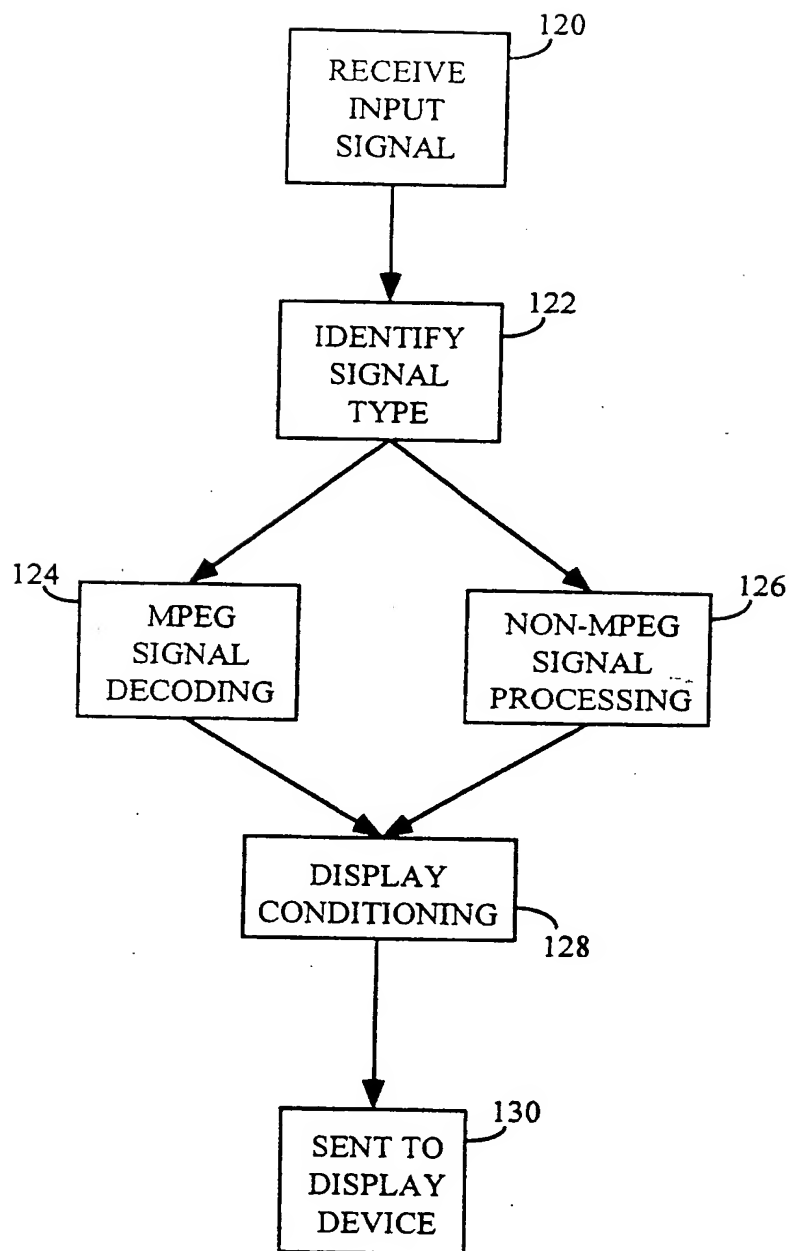 120
RECEIVE
INPUT
SIGNAL
122
IDENTIFY
SIGNAL
TYPE
124
MPEG
SIGNAL
DECODING
126
NON-MPEG
SIGNAL
PROCESSING
DISPLAY
CONDITIONING
128
130
SENT TO
DISPLAY
DEVICE